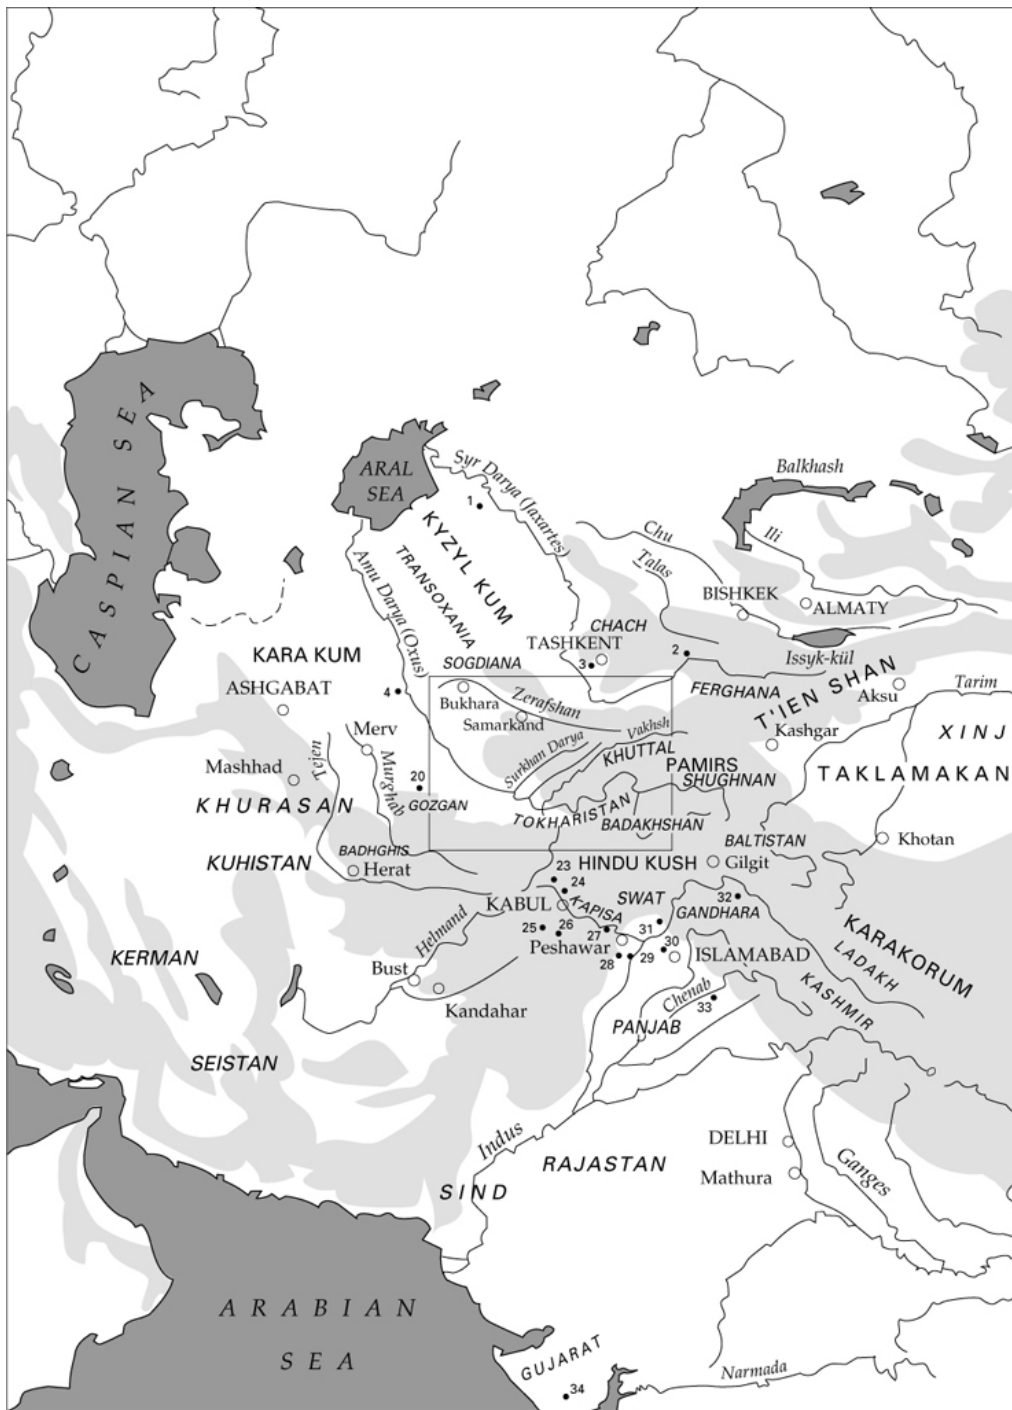 CASPIAN SEA
ARAL
SEA
Syr Darya (Jaxartes)
1
KYZYL KUM
TRANSOXANIA
Amu Darya (Oxus)
Balkhash
Ili
Chu
Talas
BISHKEK
ALMATY
CHACH
TASHKENT
3
2
Issyk-kül
KARA KUM
SOGDIANA
ASHGABAT
4
FERGHANA
T'IEN SHAN
Aksu
Tarim
Bukhara
Zerafshan
Samarkand
Kashgar
XINJ
Merv
Tejen
Murghab
Surkhan Darya
Vakhsh
KHUTTAL
PAMIRS
SHUGHNAN
TAKLAMAKAN
Mashhad
20
GOZGAN
KHURASAN
TOKHARISTAN
BADAKHSHAN
BALTISTAN
Khotan
KUHISTAN
BADHGHIS
Herat
HINDU KUSH
Gilgit
23
24
KABUL
KAPISA
SWAT
32
GANDHARA
25
26
27
31
30
Peshawar
28
29
ISLAMABAD
KARAKORUM
LADAKH
KASHMIR
Helmand
KERMAN
Bust
Kandahar
Chenab
33
PANJAB
SEISTAN
Indus
DELHI
RAJASTAN
Mathura
Ganges
SIND
ARABIAN
SEA
GUJARAT
34
Narmada